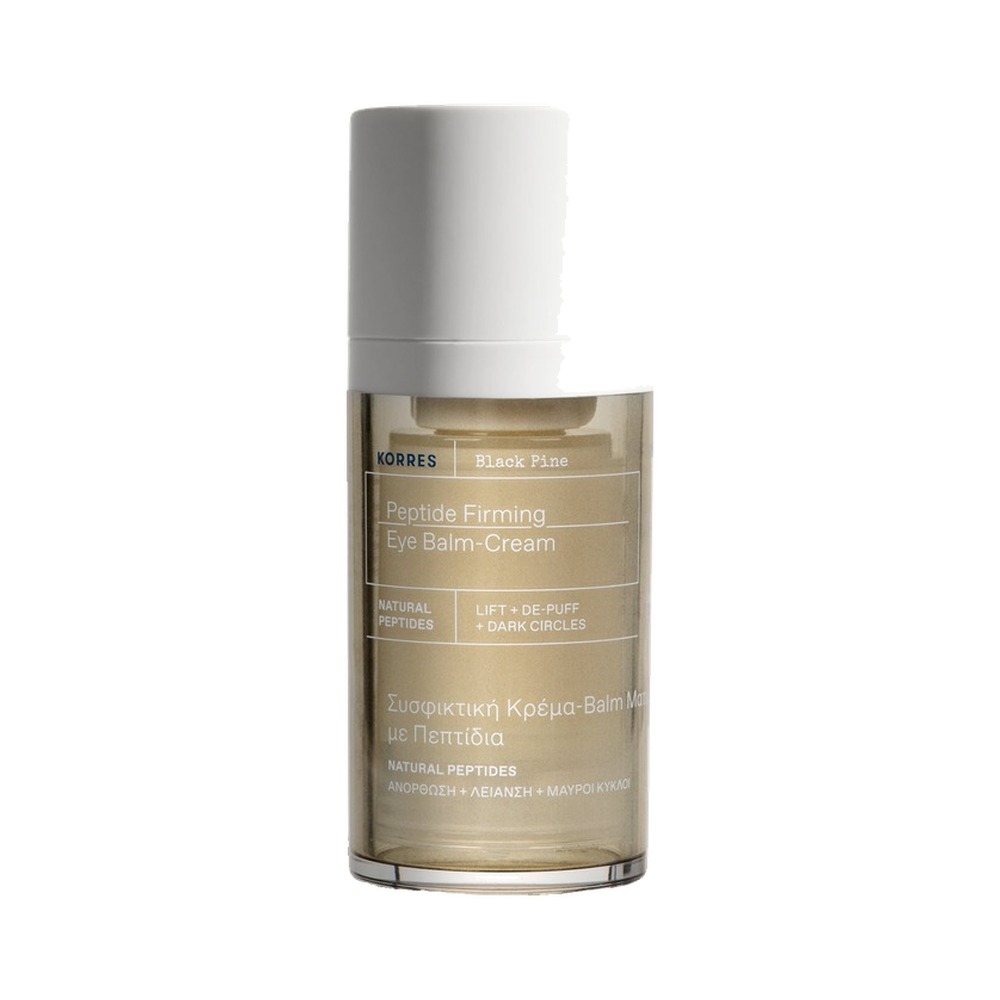 KORRES Black Pine
Peptide Firming
Eye Balm-Cream
NATURAL PEPTIDES
LIFT + DE-PUFF
+ DARK CIRCLES
Συσφικτική Κρέμα-Balm
με Πεπτίδια
NATURAL PEPTIDES
ΑΝΟΡΘΩΣΗ + ΛΕΙΑΝΣΗ + ΜΑΥΡΟΙ ΚΥΚΛΟΙ